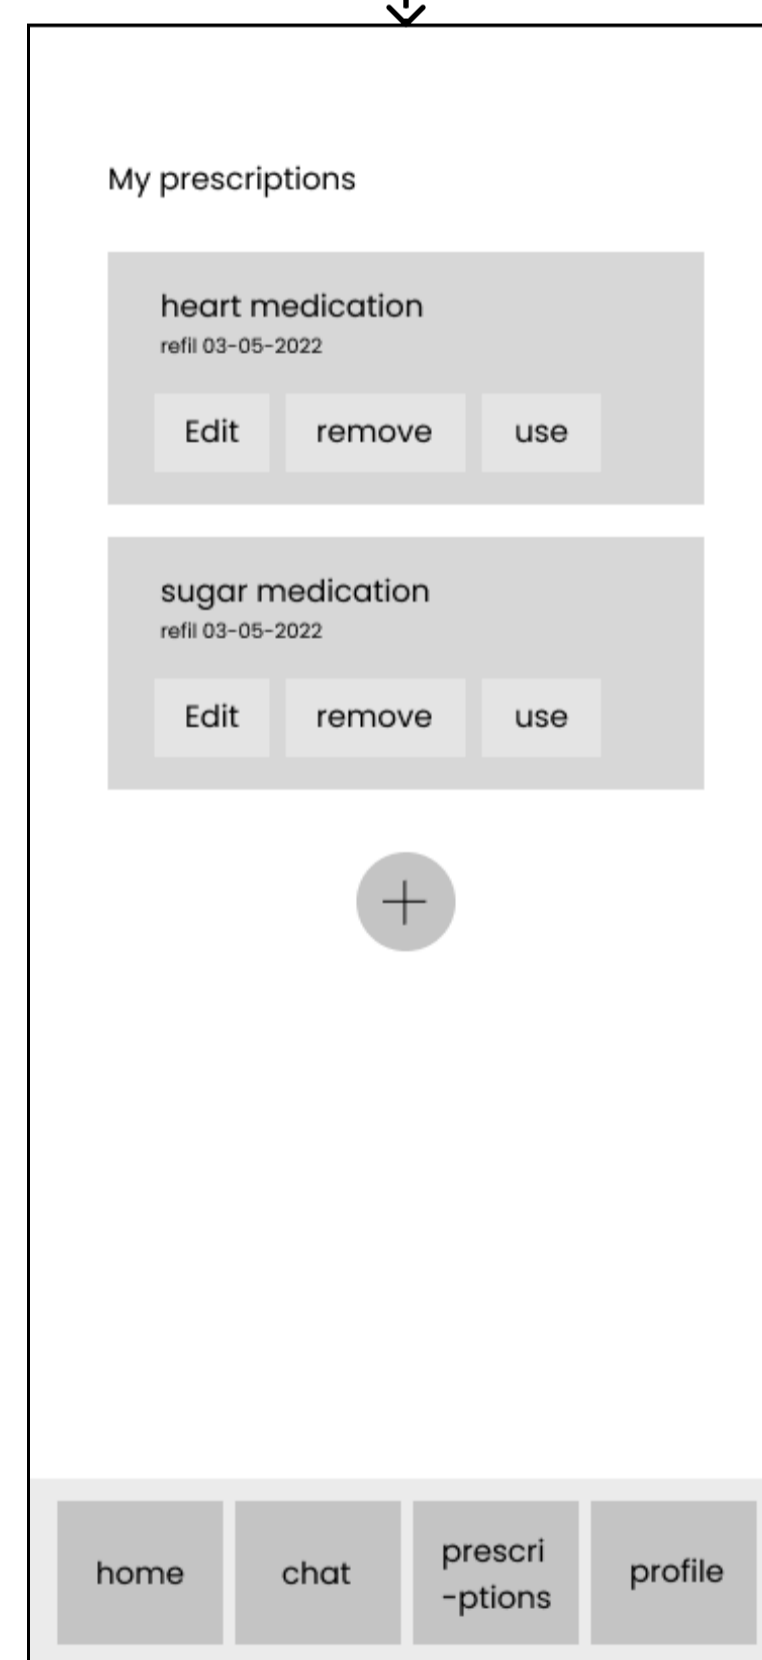 My prescriptions
heart medication
refil 03-05-2022
Edit remove use
sugar medication
refil 03-05-2022
Edit remove use
home chat prescri
-ptions profile